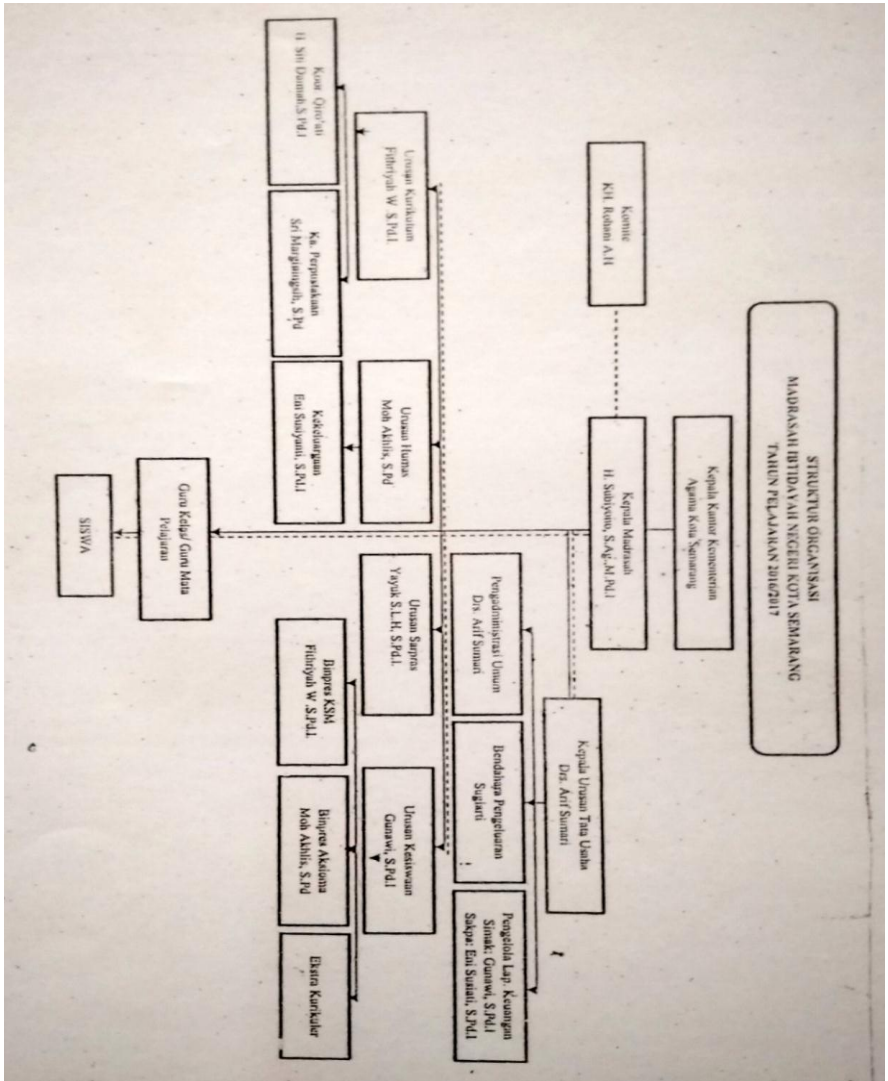 STRUKTUR ORGANISASI
MADRASAH IBTIDAYAH NEGERI KOTA SEMARANG
TAHUN PELAJARAN 2016/2017
Kepala Kantor Kementerian
Agama Kota Semarang
Komite
KH. Rohani A.H
Kepala Madrasah
H. Subiyono, S.Ag.,M.Pd.I
Kepala Urusan Tata Usaha
Drs. Arif Sumari
Pengadministrasi Umum
Drs. Arif Sumari
Bendahara Pengeluaran
Sugiarti
Pengelola Lap. Keuangan
Simak: Gunawi, S.Pd.I
Sakpa: Eni Susiati, S.Pd.I
Urusan Kurikulum
Fithriyah W .S.Pd.I.
Urusan Humas
Moh Akhlis, S.Pd
Urusan Sarpras
Yayuk S.L.H, S.Pd.I.
Urusan Kesiswaan
Gunawi, S.Pd.I
Koor. Qiro'ati
Siti Daimah,S.Pd.I
Ka. Perpustakaan
Sri Margianingsih, S.Pd
Kekeluargaan
Eni Susiyanti, S.Pd.I
Binpres KSM
Fithriyah W .S.Pd.I.
Binpres Aksioma
Moh Akhlis, S.Pd
Ekstra Kurikuler
Guru Kelas/ Guru Mata
Pelajaran
SISWA